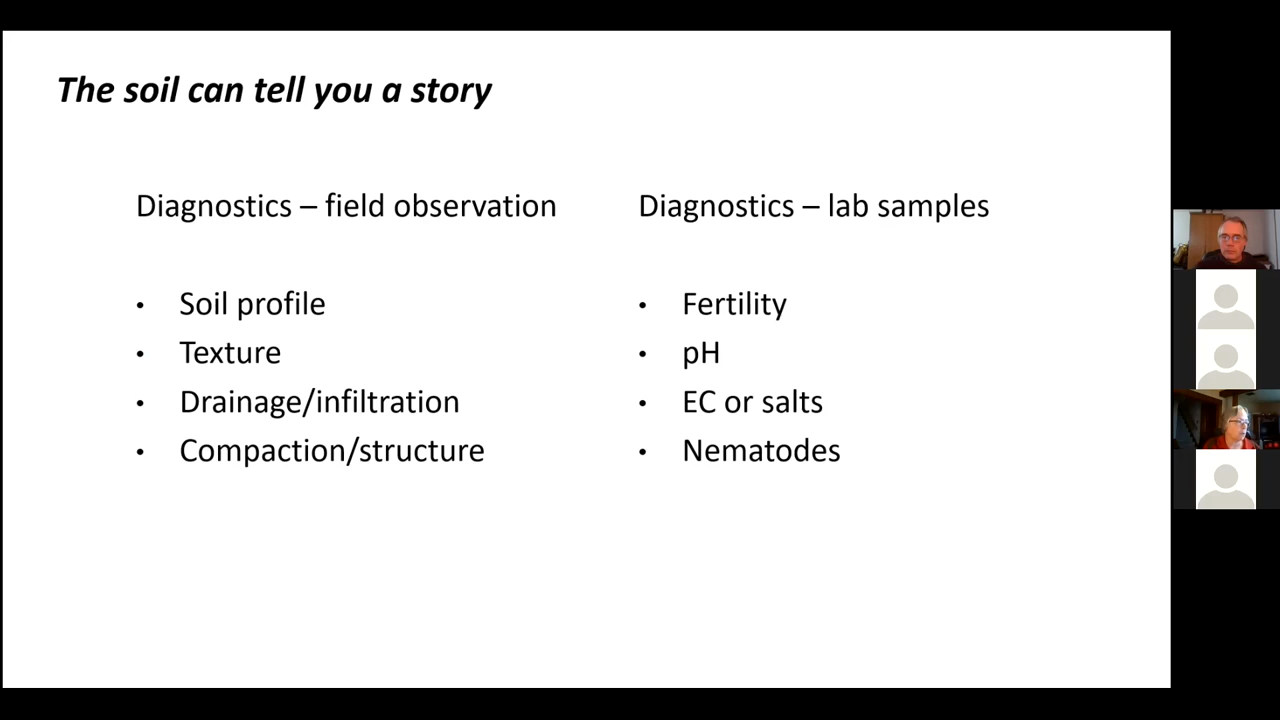 The soil can tell you a story
Diagnostics – field observation
• Soil profile
• Texture
• Drainage/infiltration
• Compaction/structure
Diagnostics – lab samples
• Fertility
• pH
• EC or salts
• Nematodes